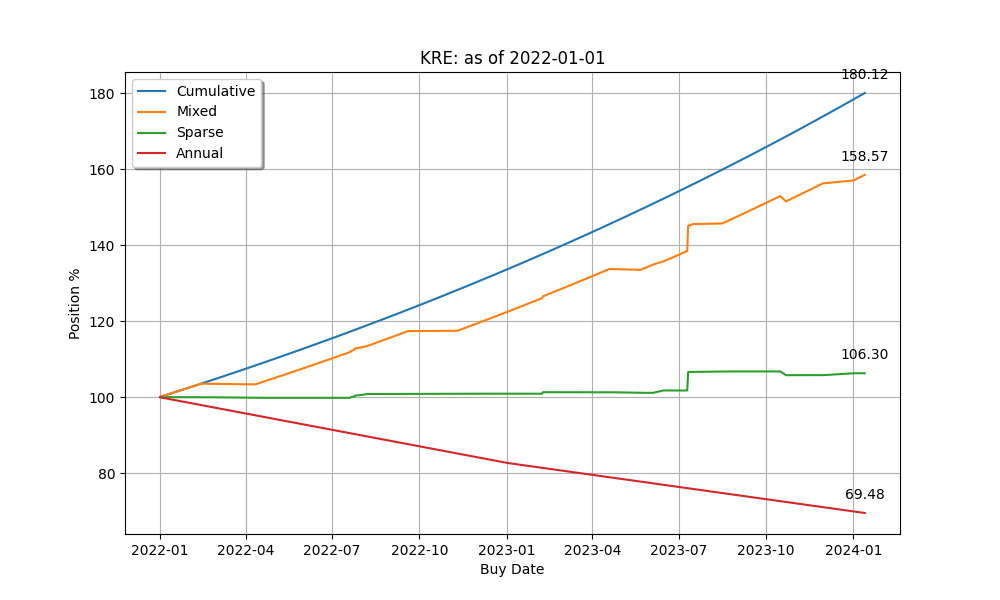 KRE: as of 2022-01-01
Cumulative
Mixed
Sparse
Annual
180.12
158.57
106.30
69.48
180
160
140
120
100
80
Position %
2022-01 2022-04 2022-07 2022-10 2023-01 2023-04 2023-07 2023-10 2024-01
Buy Date